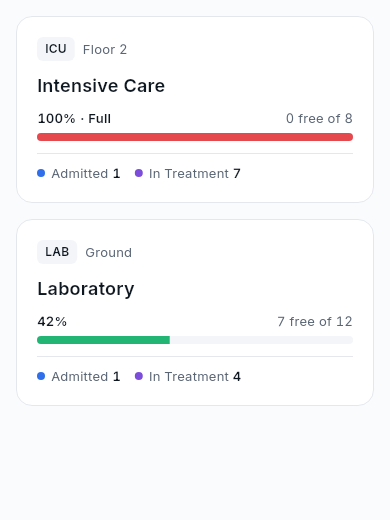 ICU Floor 2
Intensive Care
100% · Full 0 free of 8
Admitted 1 In Treatment 7
LAB Ground
Laboratory
42% 7 free of 12
Admitted 1 In Treatment 4